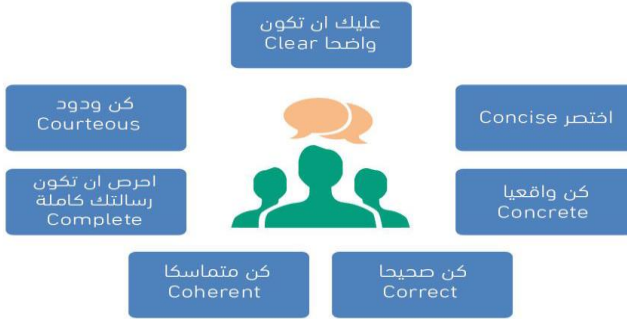 عليك ان تكون
واضحا Clear
اختصر Concise
كن واقعيا
Concrete
كن صحيحا
Correct
كن متماسكا
Coherent
احرص ان تكون
رسالتك كاملة
Complete
كن ودود
Courteous